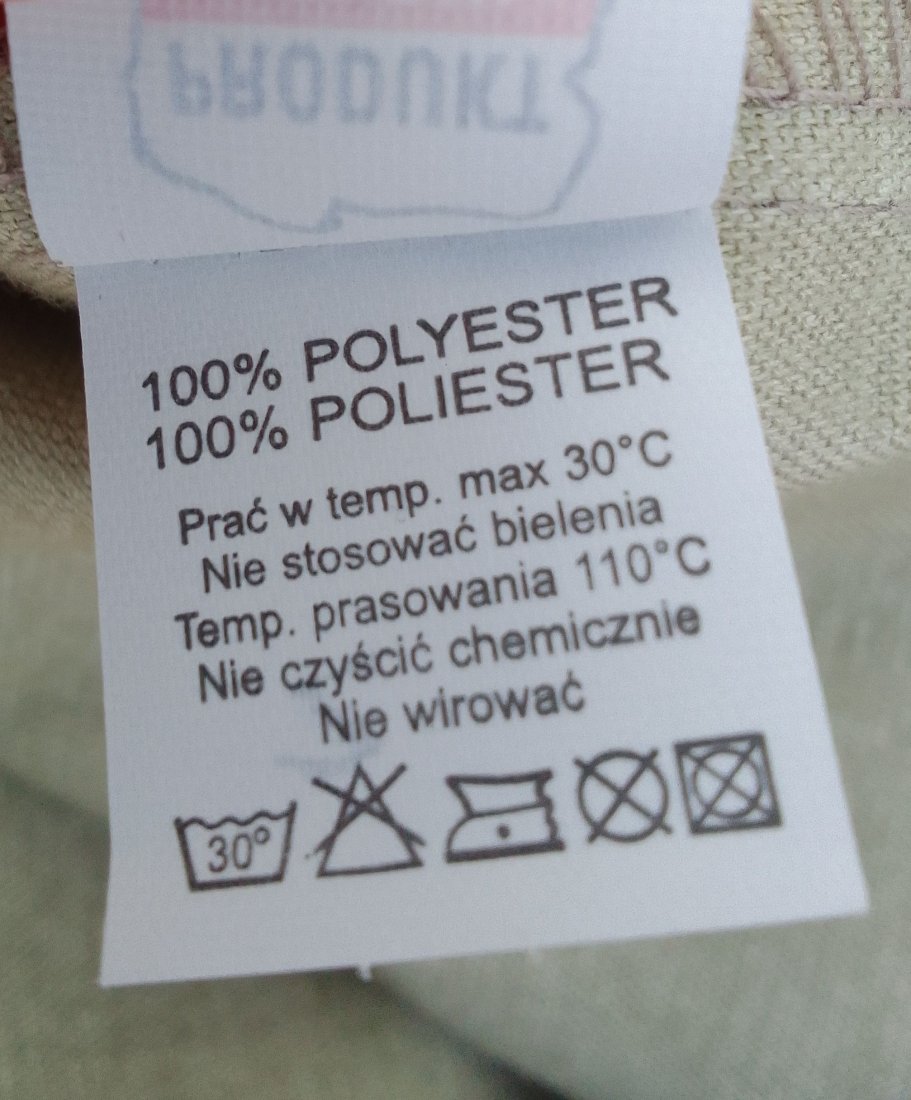 PRODUKT
100% POLYESTER
100% POLIESTER
Prać w temp. max 30°C
Nie stosować bielenia
Temp. prasowania 110°C
Nie czyścić chemicznie
Nie wirować
30°